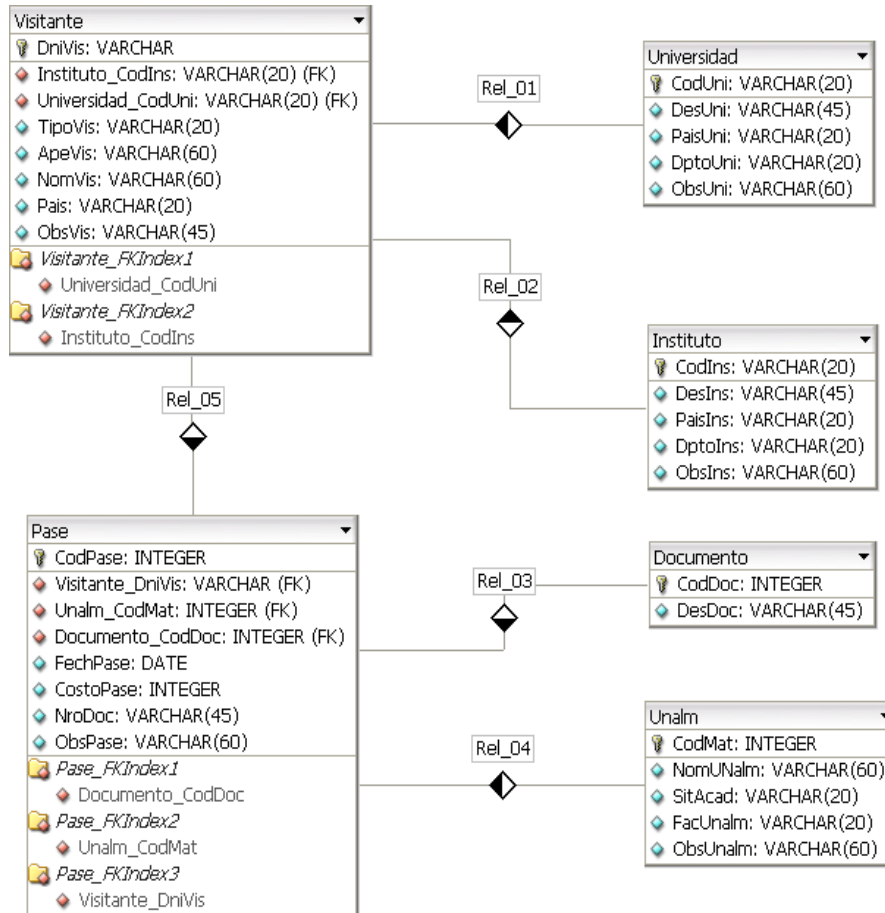 Visitante
DniVis: VARCHAR
Instituto_CodIns: VARCHAR(20) (FK)
Universidad_CodUni: VARCHAR(20) (FK)
TipoVis: VARCHAR(20)
ApeVis: VARCHAR(60)
NomVis: VARCHAR(60)
Pais: VARCHAR(20)
ObsVis: VARCHAR(45)
Visitante_FKIndex1
Universidad_CodUni
Visitante_FKIndex2
Instituto_CodIns
Rel_01
Universidad
CodUni: VARCHAR(20)
DesUni: VARCHAR(45)
PaisUni: VARCHAR(20)
DptoUni: VARCHAR(20)
ObsUni: VARCHAR(60)
Rel_02
Instituto
CodIns: VARCHAR(20)
DesIns: VARCHAR(45)
PaisIns: VARCHAR(20)
DptoIns: VARCHAR(20)
ObsIns: VARCHAR(60)
Rel_05
Pase
CodPase: INTEGER
Visitante_DniVis: VARCHAR (FK)
Unalm_CodMat: INTEGER (FK)
Documento_CodDoc: INTEGER (FK)
FechPase: DATE
CostoPase: INTEGER
NroDoc: VARCHAR(45)
ObsPase: VARCHAR(60)
Pase_FKIndex1
Documento_CodDoc
Pase_FKIndex2
Unalm_CodMat
Pase_FKIndex3
Visitante_DniVis
Rel_03
Documento
CodDoc: INTEGER
DesDoc: VARCHAR(45)
Rel_04
Unalm
CodMat: INTEGER
NomUNalm: VARCHAR(60)
SitAcad: VARCHAR(20)
FacUnalm: VARCHAR(20)
ObsUnalm: VARCHAR(60)